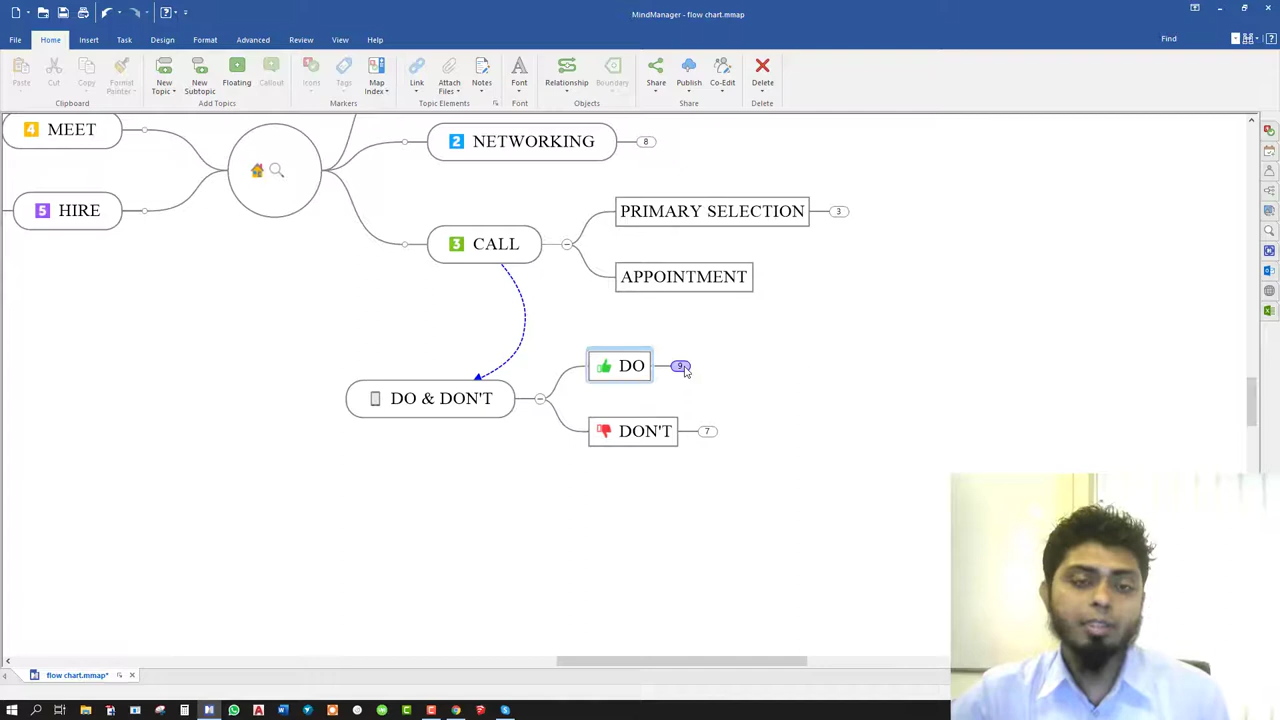 MindManager - flow chart.mmap
File Home Insert Task Design Format Advanced Review View Help Find
Paste Cut Copy Format Painter New Topic New Subtopic Floating Callout Icons Tags Map Index Link Attach Files Notes Font Relationship Boundary Share Publish Co-Edit Delete
Clipboard Add Topics Markers Topic Elements Font Objects Share Delete
4 MEET
2 NETWORKING 8
5 HIRE
PRIMARY SELECTION 3
3 CALL
APPOINTMENT
DO 9
DO & DON'T
DON'T 7
flow chart.mmap*